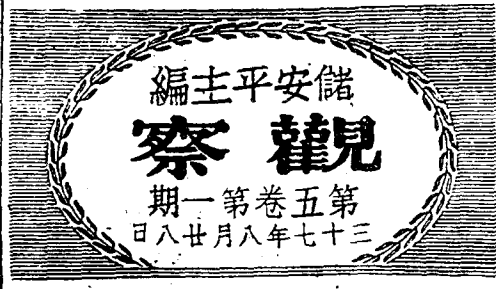 儲安平主編
觀察
第五卷第一期
三十七年八月廿八日